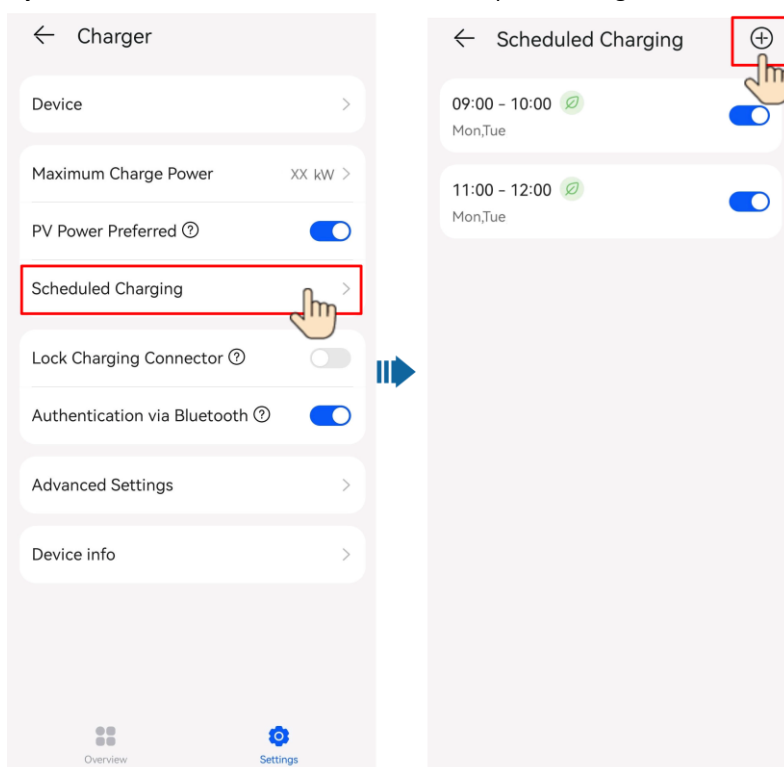 Charger
Device
Maximum Charge Power XX kW
PV Power Preferred
Scheduled Charging
Lock Charging Connector
Authentication via Bluetooth
Advanced Settings
Device info
Overview Settings
Scheduled Charging
09:00 – 10:00
Mon,Tue
11:00 – 12:00
Mon,Tue